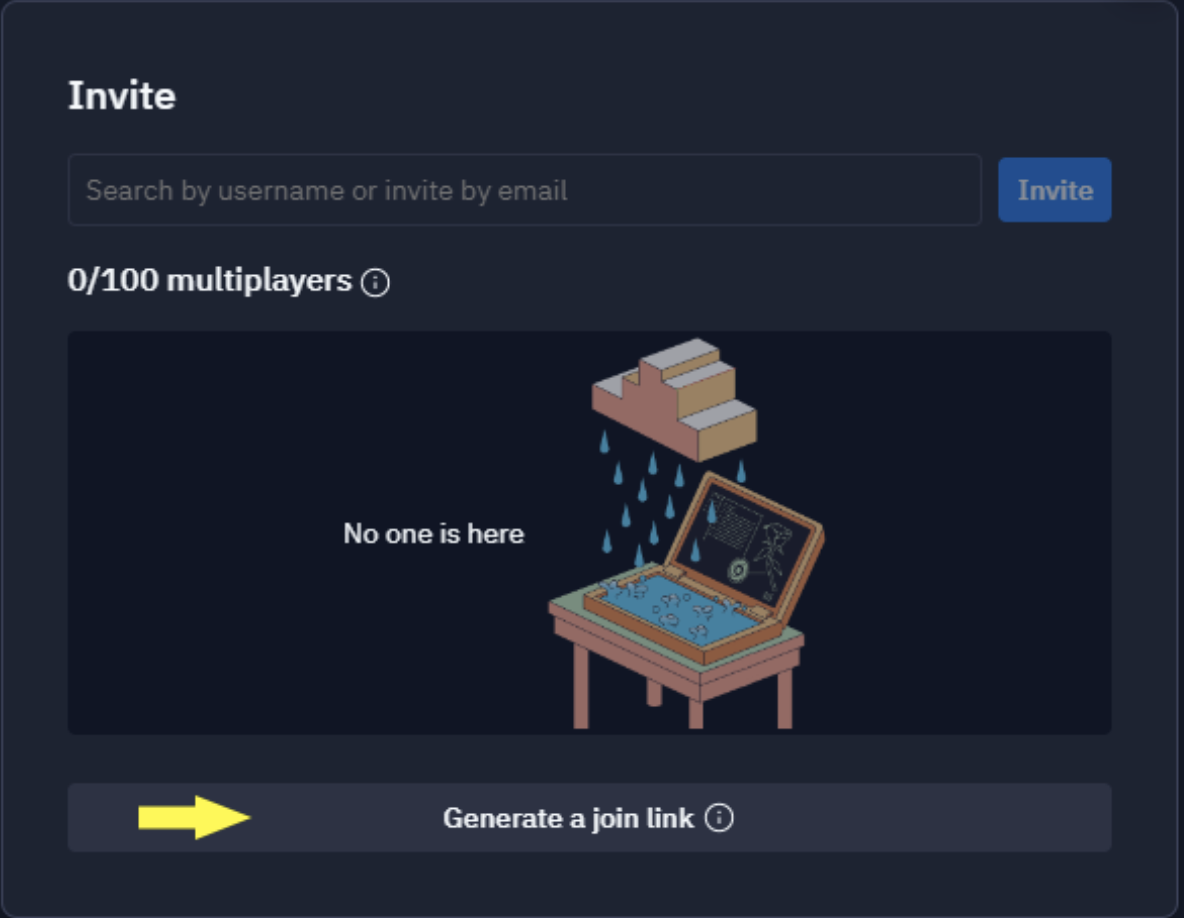 Invite
Search by username or invite by email
Invite
0/100 multiplayers
No one is here
Generate a join link